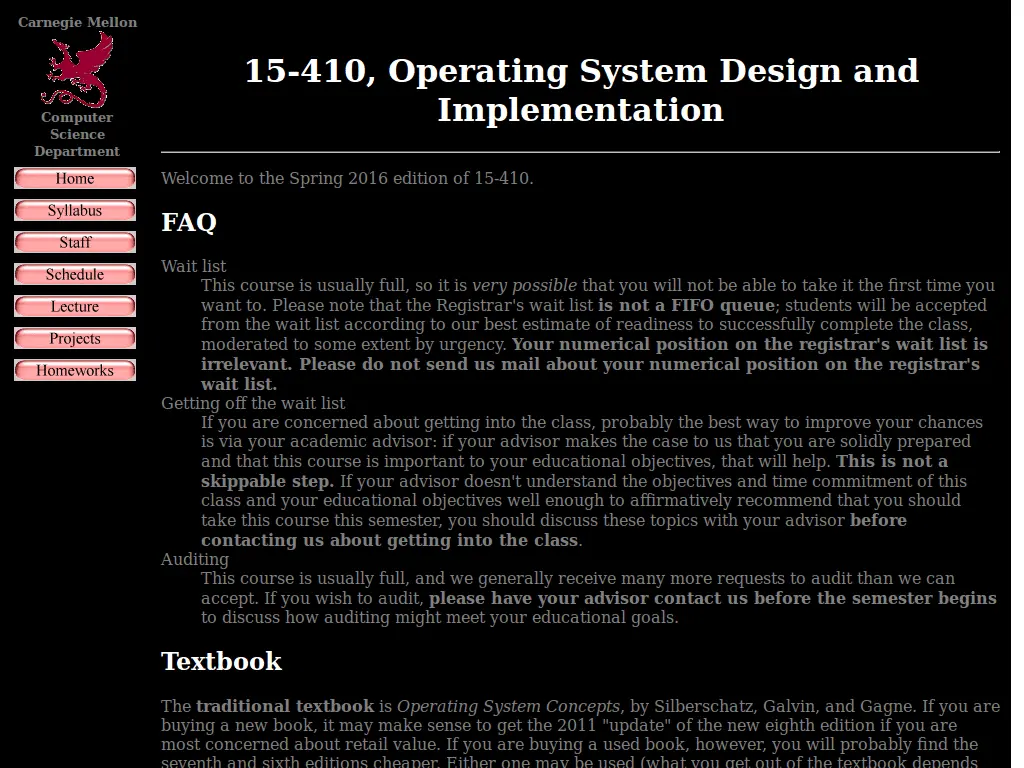 Carnegie Mellon
Computer
Science
Department
Home
Syllabus
Staff
Schedule
Lecture
Projects
Homeworks
15-410, Operating System Design and
Implementation
Welcome to the Spring 2016 edition of 15-410.
FAQ
Wait list
This course is usually full, so it is very possible that you will not be able to take it the first time you
want to. Please note that the Registrar's wait list is not a FIFO queue; students will be accepted
from the wait list according to our best estimate of readiness to successfully complete the class,
moderated to some extent by urgency. Your numerical position on the registrar's wait list is
irrelevant. Please do not send us mail about your numerical position on the registrar's
wait list.
Getting off the wait list
If you are concerned about getting into the class, probably the best way to improve your chances
is via your academic advisor: if your advisor makes the case to us that you are solidly prepared
and that this course is important to your educational objectives, that will help. This is not a
skippable step. If your advisor doesn't understand the objectives and time commitment of this
class and your educational objectives well enough to affirmatively recommend that you should
take this course this semester, you should discuss these topics with your advisor before
contacting us about getting into the class.
Auditing
This course is usually full, and we generally receive many more requests to audit than we can
accept. If you wish to audit, please have your advisor contact us before the semester begins
to discuss how auditing might meet your educational goals.
Textbook
The traditional textbook is Operating System Concepts, by Silberschatz, Galvin, and Gagne. If you are
buying a new book, it may make sense to get the 2011 "update" of the new eighth edition if you are
most concerned about retail value. If you are buying a used book, however, you will probably find the
seventh and sixth editions cheaper. Either one may be used (what you get out of the textbook depends